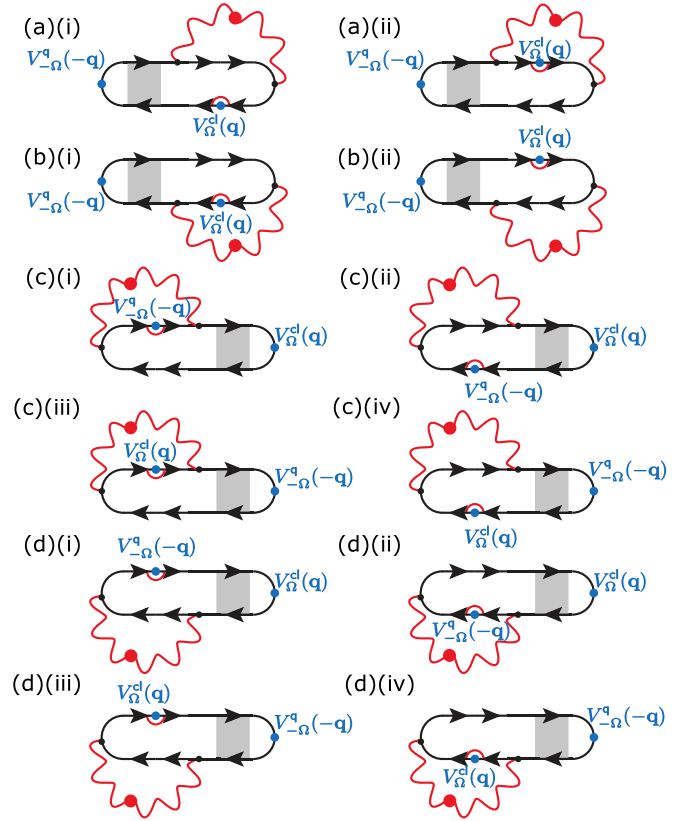 (a)(i)
V^q_{-Ω}(-q)
V^cl_Ω(q)
(a)(ii)
V^q_{-Ω}(-q)
V^cl_Ω(q)
(b)(i)
V^q_{-Ω}(-q)
V^cl_Ω(q)
(b)(ii)
V^cl_Ω(q)
V^q_{-Ω}(-q)
(c)(i)
V^q_{-Ω}(-q)
V^cl_Ω(q)
(c)(ii)
V^cl_Ω(q)
V^q_{-Ω}(-q)
(c)(iii)
V^cl_Ω(q)
V^q_{-Ω}(-q)
(c)(iv)
V^q_{-Ω}(-q)
V^cl_Ω(q)
(d)(i)
V^q_{-Ω}(-q)
V^cl_Ω(q)
(d)(ii)
V^cl_Ω(q)
V^q_{-Ω}(-q)
(d)(iii)
V^cl_Ω(q)
V^q_{-Ω}(-q)
(d)(iv)
V^q_{-Ω}(-q)
V^cl_Ω(q)